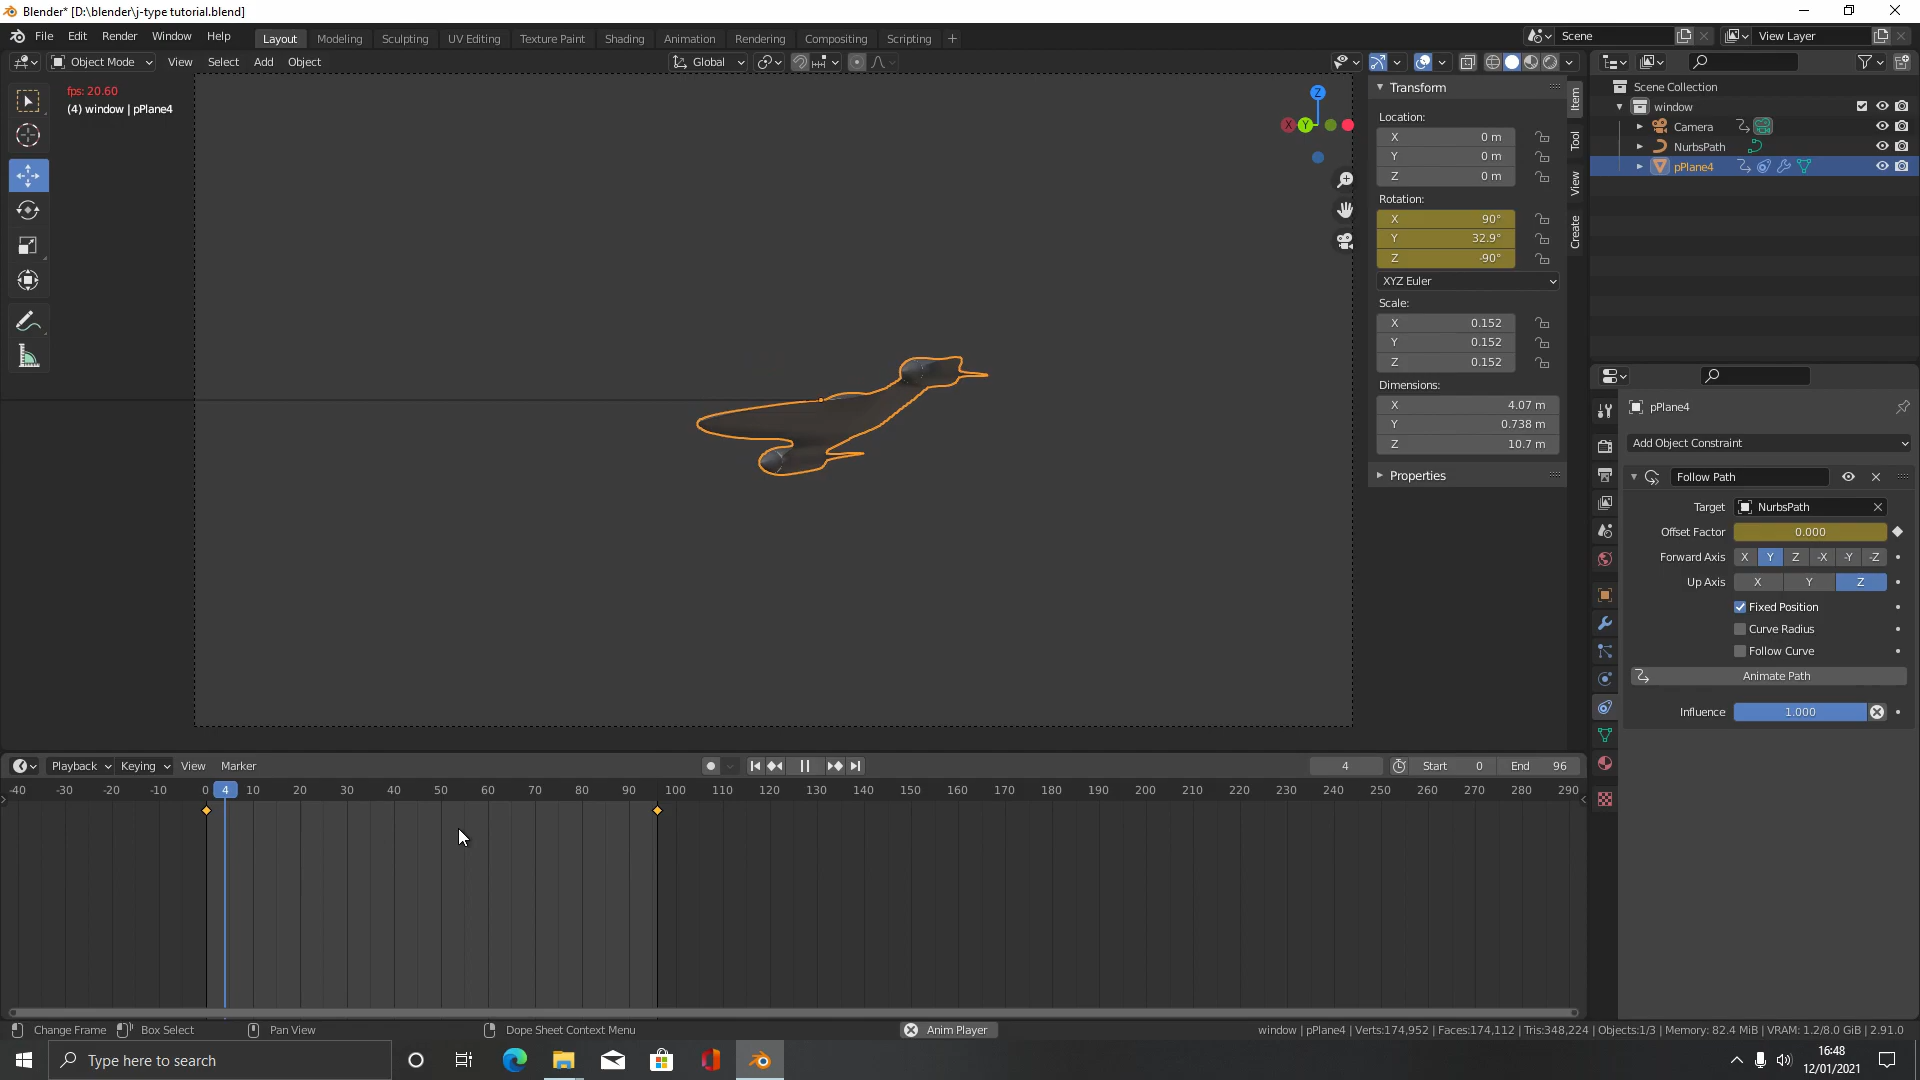 Blender* [D:\blender\j-type tutorial.blend]
File Edit Render Window Help
Layout Modeling Sculpting UV Editing Texture Paint Shading Animation Rendering Compositing Scripting +
Scene View Layer
Object Mode View Select Add Object Global
fps: 20.60
(4) window | pPlane4
Z
X Y
Item
Tool
View
Create
Transform
Location:
X 0 m
Y 0 m
Z 0 m
Rotation:
X 90°
Y 32.9°
Z -90°
XYZ Euler
Scale:
X 0.152
Y 0.152
Z 0.152
Dimensions:
X 4.07 m
Y 0.738 m
Z 10.7 m
Properties
Scene Collection
window
Camera
NurbsPath
pPlane4
pPlane4
Add Object Constraint
Follow Path
Target NurbsPath
Offset Factor 0.000
Forward Axis X Y Z -X -Y -Z
Up Axis X Y Z
Fixed Position
Curve Radius
Follow Curve
Animate Path
Influence 1.000
Playback Keying View Marker 4 Start 0 End 96
-40 -30 -20 -10 0 4 10 20 30 40 50 60 70 80 90 100 110 120 130 140 150 160 170 180 190 200 210 220 230 240 250 260 270 280 290
Change Frame Box Select Pan View Dope Sheet Context Menu Anim Player window | pPlane4 | Verts:174,952 | Faces:174,112 | Tris:348,224 | Objects:1/3 | Memory: 82.4 MiB | VRAM: 1.2/8.0 GiB | 2.91.0
Type here to search
16:48
12/01/2021